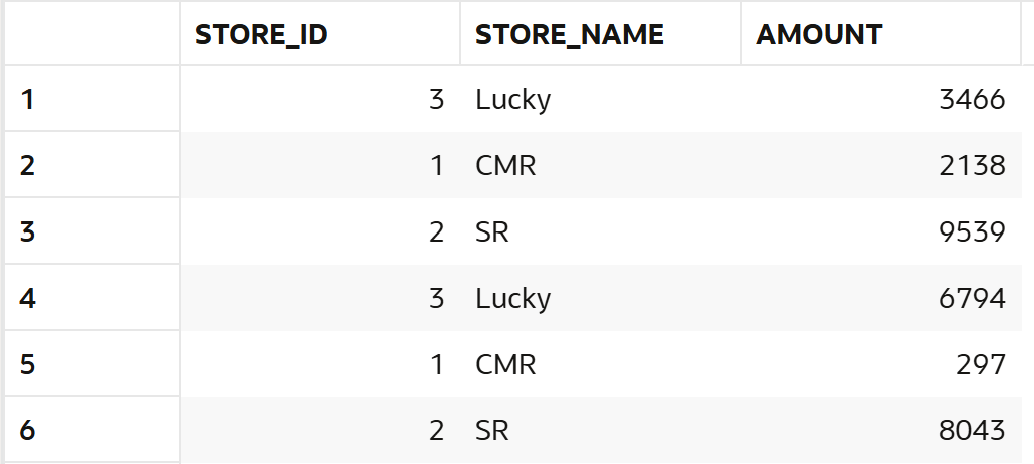 STORE_ID STORE_NAME AMOUNT
1 3 Lucky 3466
2 1 CMR 2138
3 2 SR 9539
4 3 Lucky 6794
5 1 CMR 297
6 2 SR 8043